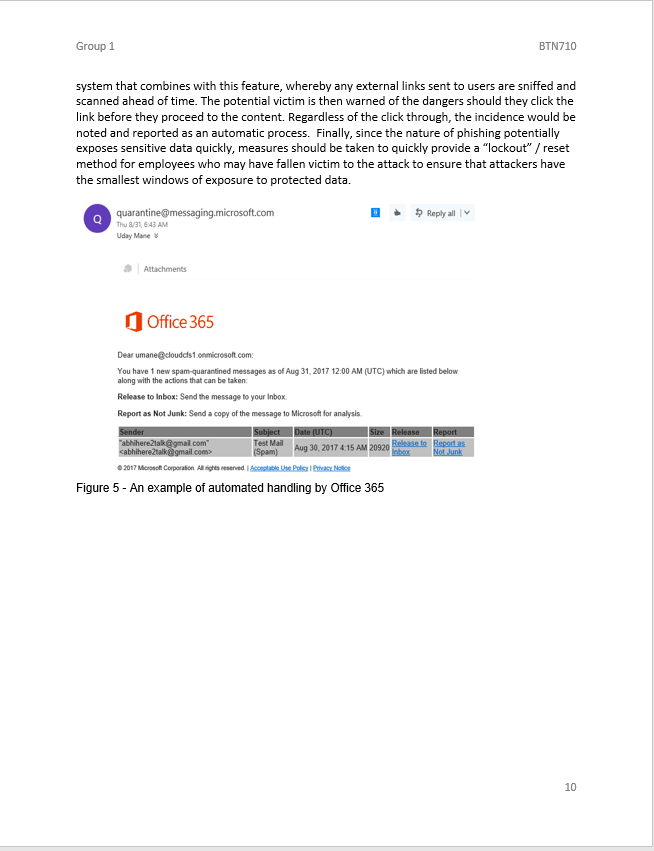 Group 1 BTN710
system that combines with this feature, whereby any external links sent to users are sniffed and
scanned ahead of time. The potential victim is then warned of the dangers should they click the
link before they proceed to the content. Regardless of the click through, the incidence would be
noted and reported as an automatic process.  Finally, since the nature of phishing potentially
exposes sensitive data quickly, measures should be taken to quickly provide a “lockout” / reset
method for employees who may have fallen victim to the attack to ensure that attackers have
the smallest windows of exposure to protected data.
Q quarantine@messaging.microsoft.com Reply all
Thu 8/31, 6:43 AM
Uday Mane
Attachments
Office 365
Dear umane@cloudcfs1.onmicrosoft.com:
You have 1 new spam-quarantined messages as of Aug 31, 2017 12:00 AM (UTC) which are listed below
along with the actions that can be taken:
Release to Inbox: Send the message to your Inbox.
Report as Not Junk: Send a copy of the message to Microsoft for analysis.
Sender Subject Date (UTC) Size Release Report
"abhihere2talk@gmail.com" Test Mail Release to Report as
<abhihere2talk@gmail.com> (Spam) Aug 30, 2017 4:15 AM 20920 Inbox Not Junk
© 2017 Microsoft Corporation. All rights reserved. | Acceptable Use Policy | Privacy Notice
Figure 5 - An example of automated handling by Office 365
10